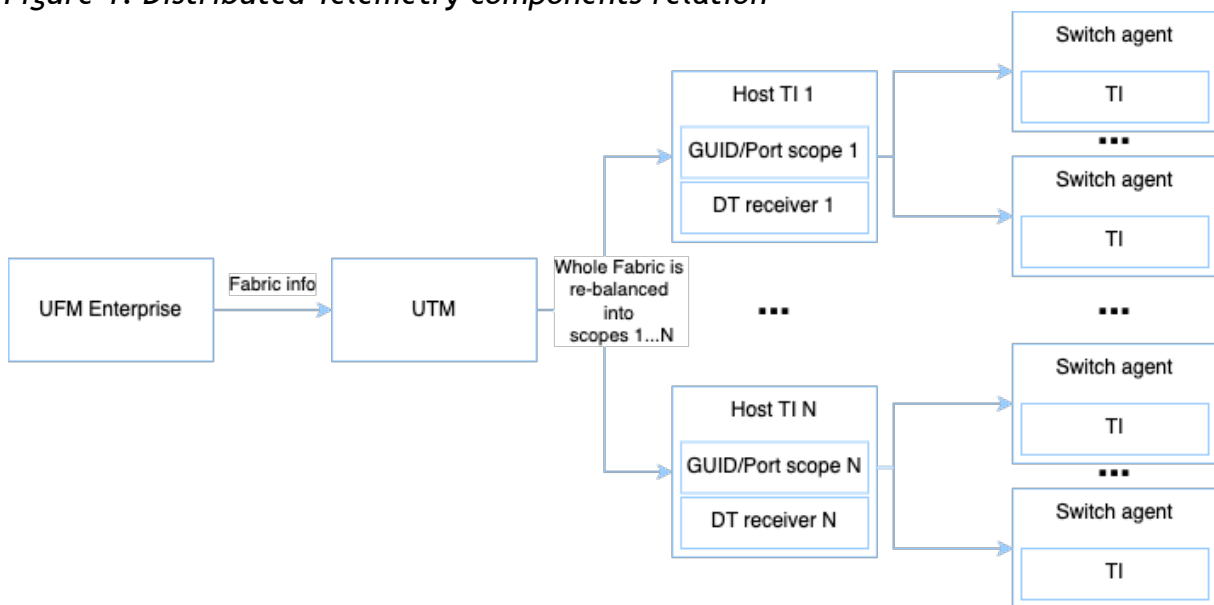 Figure 1: Distributed Telemetry components relation
UFM Enterprise
Fabric info
UTM
Whole Fabric is
re-balanced
into
scopes 1...N
Host TI 1
GUID/Port scope 1
DT receiver 1
...
Host TI N
GUID/Port scope N
DT receiver N
Switch agent
TI
...
Switch agent
TI
...
Switch agent
TI
...
Switch agent
TI